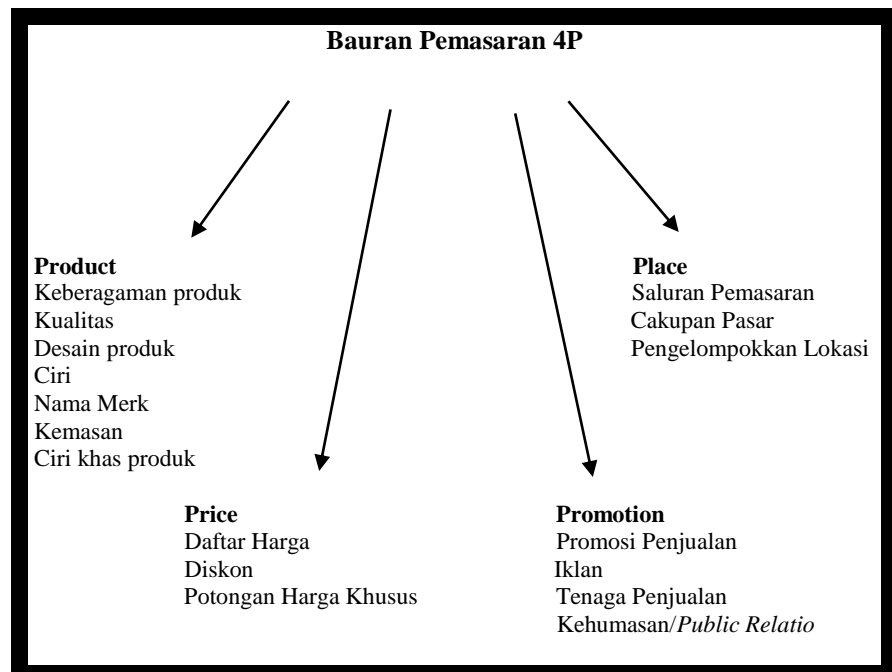 Bauran Pemasaran 4P
Product
Keberagaman produk
Kualitas
Desain produk
Ciri
Nama Merk
Kemasan
Ciri khas produk
Place
Saluran Pemasaran
Cakupan Pasar
Pengelompokkan Lokasi
Price
Daftar Harga
Diskon
Potongan Harga Khusus
Promotion
Promosi Penjualan
Iklan
Tenaga Penjualan
Kehumasan/Public Relatio